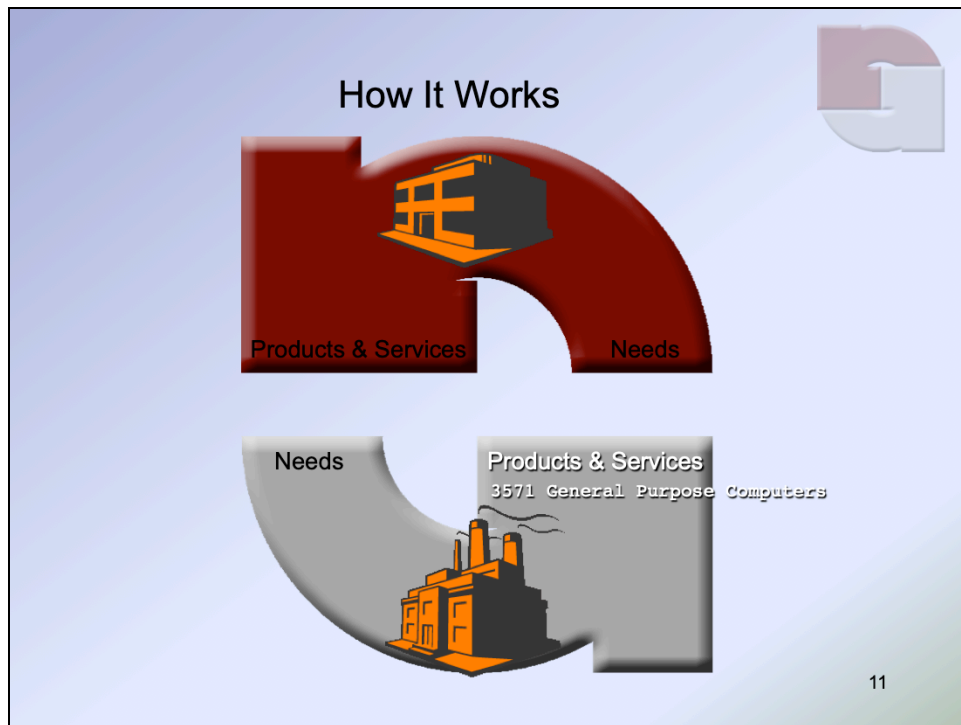 How It Works
Products & Services
Needs
Needs
Products & Services
3571 General Purpose Computers
11